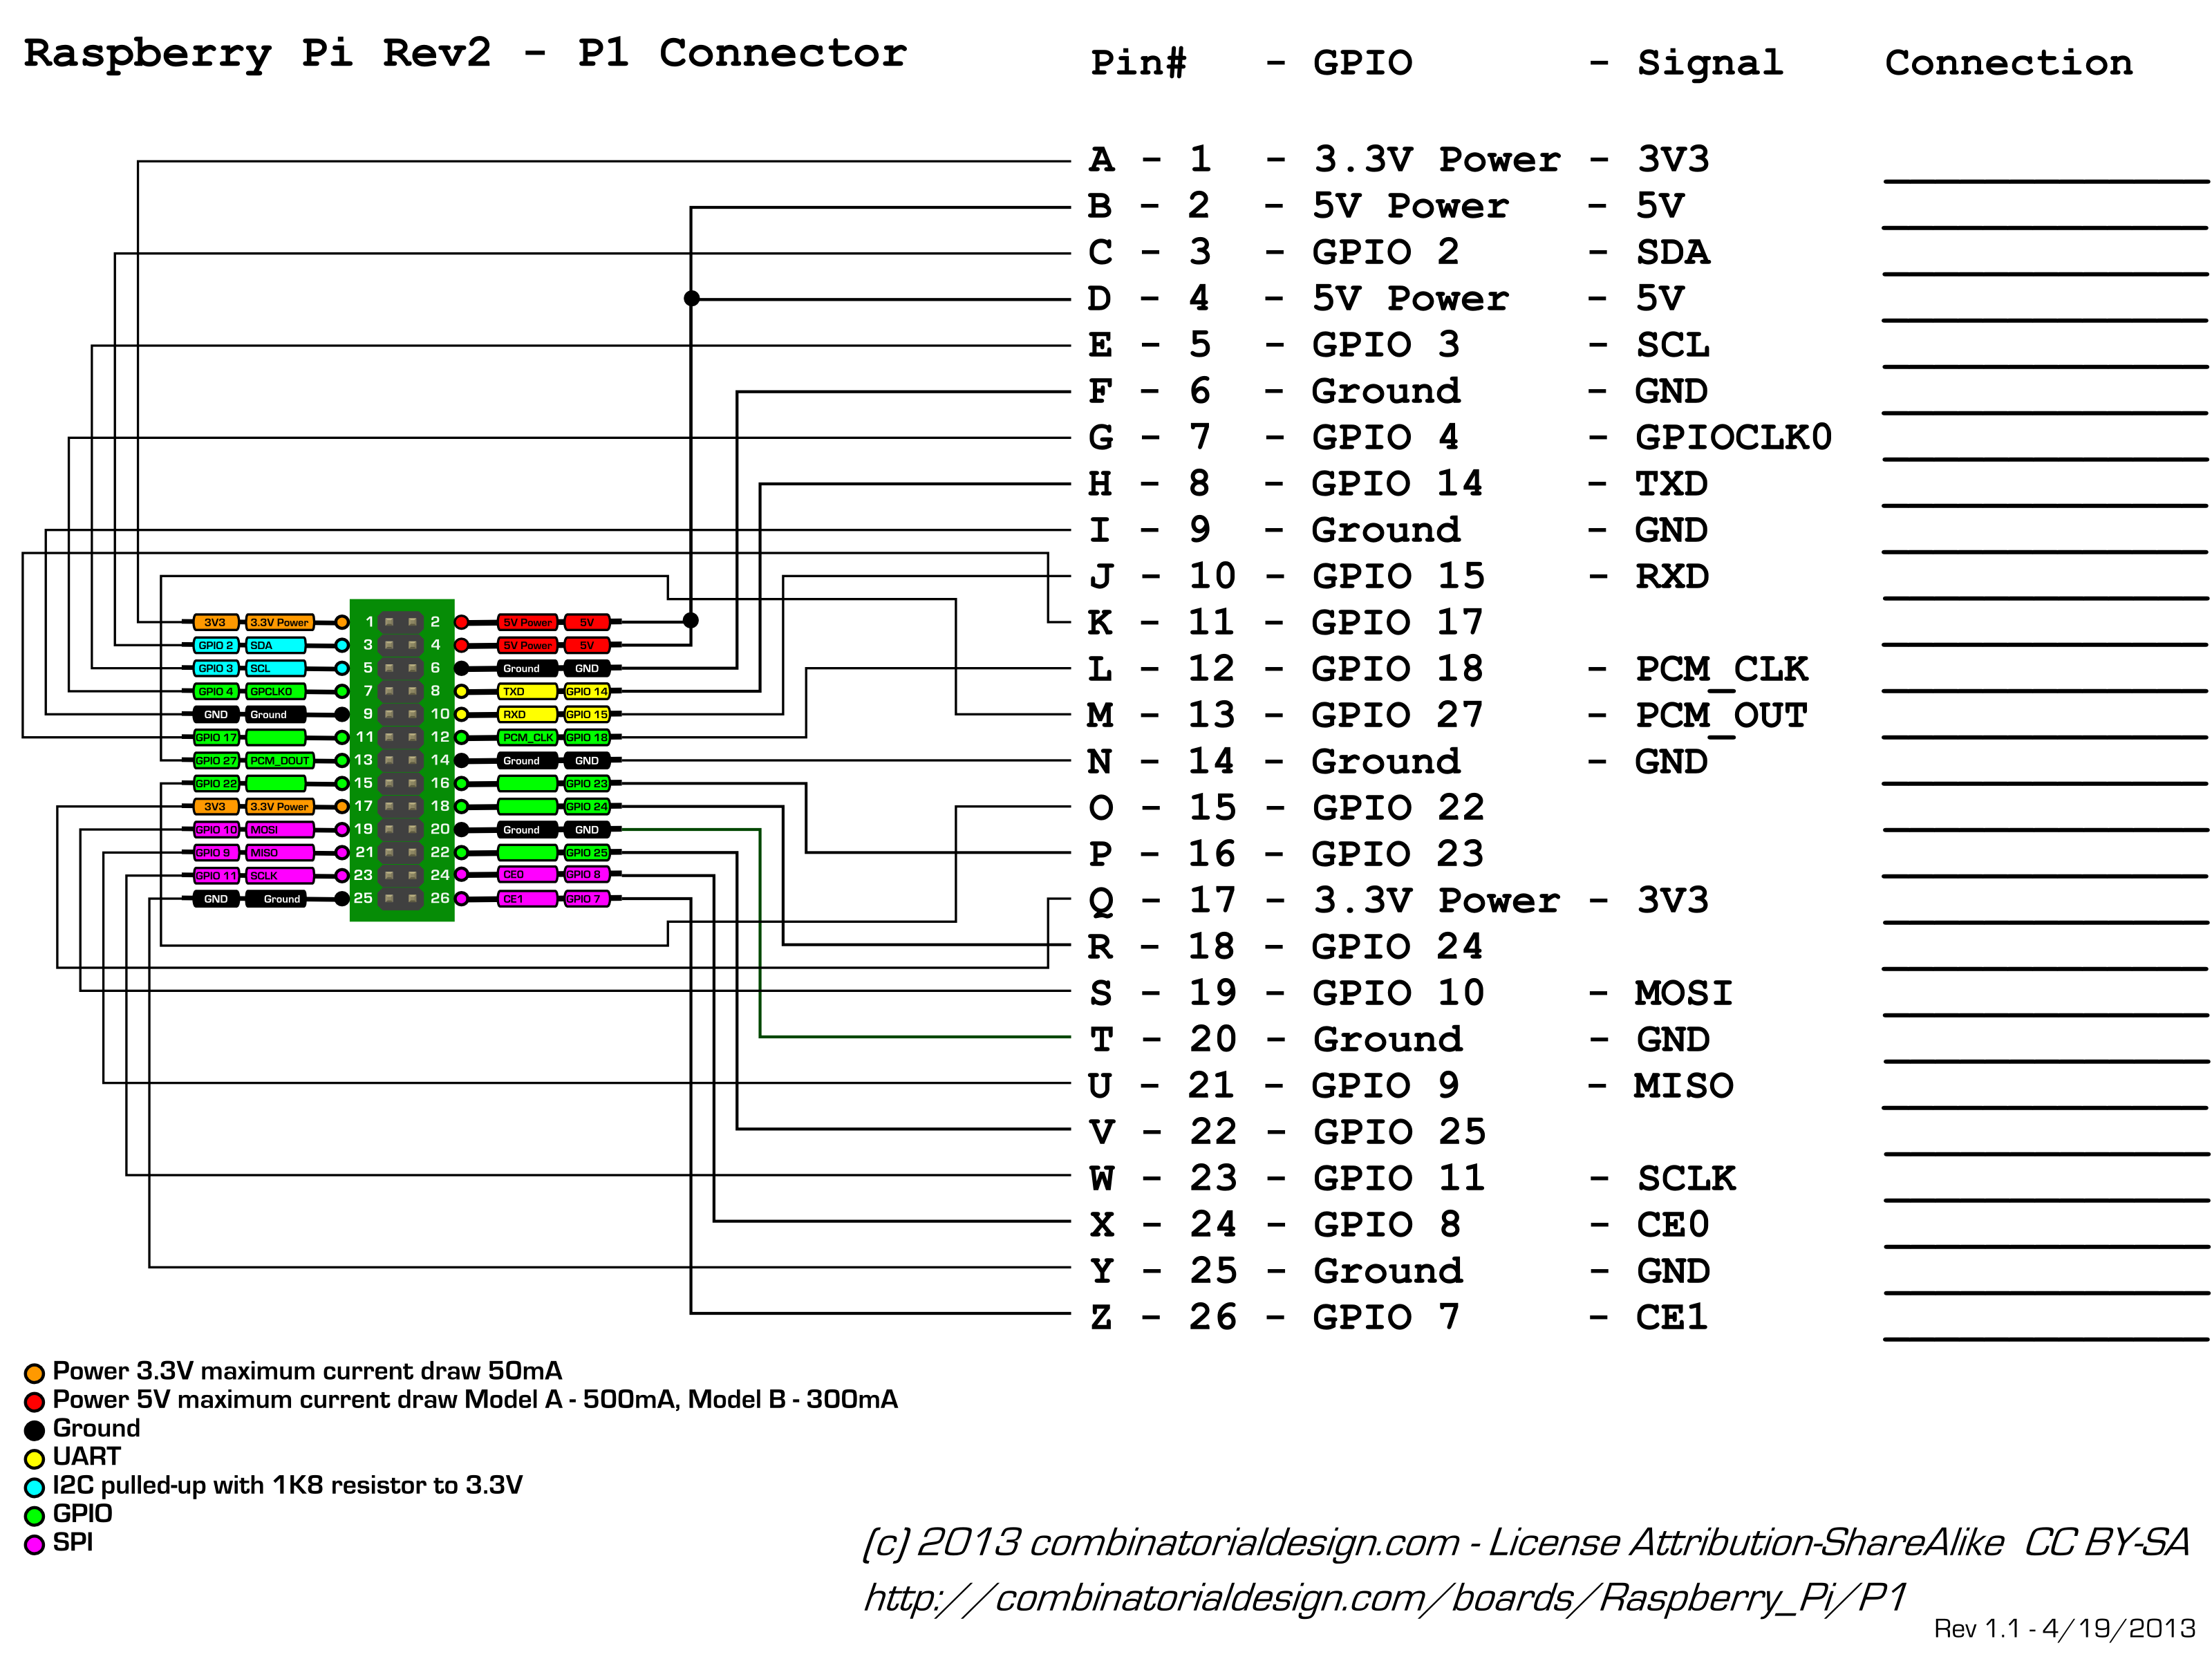 Raspberry Pi Rev2 - P1 Connector
Pin# - GPIO - Signal Connection
A - 1 - 3.3V Power - 3V3
B - 2 - 5V Power - 5V
C - 3 - GPIO 2 - SDA
D - 4 - 5V Power - 5V
E - 5 - GPIO 3 - SCL
F - 6 - Ground - GND
G - 7 - GPIO 4 - GPIOCLK0
H - 8 - GPIO 14 - TXD
I - 9 - Ground - GND
J - 10 - GPIO 15 - RXD
K - 11 - GPIO 17
L - 12 - GPIO 18 - PCM_CLK
M - 13 - GPIO 27 - PCM_OUT
N - 14 - Ground - GND
O - 15 - GPIO 22
P - 16 - GPIO 23
Q - 17 - 3.3V Power - 3V3
R - 18 - GPIO 24
S - 19 - GPIO 10 - MOSI
T - 20 - Ground - GND
U - 21 - GPIO 9 - MISO
V - 22 - GPIO 25
W - 23 - GPIO 11 - SCLK
X - 24 - GPIO 8 - CE0
Y - 25 - Ground - GND
Z - 26 - GPIO 7 - CE1
3V3 3.3V Power 1 2 5V Power 5V
GPIO 2 SDA 3 4 5V Power 5V
GPIO 3 SCL 5 6 Ground GND
GPIO 4 GPCLK0 7 8 TXD GPIO 14
GND Ground 9 10 RXD GPIO 15
GPIO 17 11 12 PCM_CLK GPIO 18
GPIO 27 PCM_DOUT 13 14 Ground GND
GPIO 22 15 16 GPIO 23
3V3 3.3V Power 17 18 GPIO 24
GPIO 10 MOSI 19 20 Ground GND
GPIO 9 MISO 21 22 GPIO 25
GPIO 11 SCLK 23 24 CE0 GPIO 8
GND Ground 25 26 CE1 GPIO 7
Power 3.3V maximum current draw 50mA
Power 5V maximum current draw Model A - 500mA, Model B - 300mA
Ground
UART
I2C pulled-up with 1K8 resistor to 3.3V
GPIO
SPI
(c) 2013 combinatorialdesign.com - License Attribution-ShareAlike CC BY-SA
http://combinatorialdesign.com/boards/Raspberry_Pi/P1
Rev 1.1 - 4/19/2013